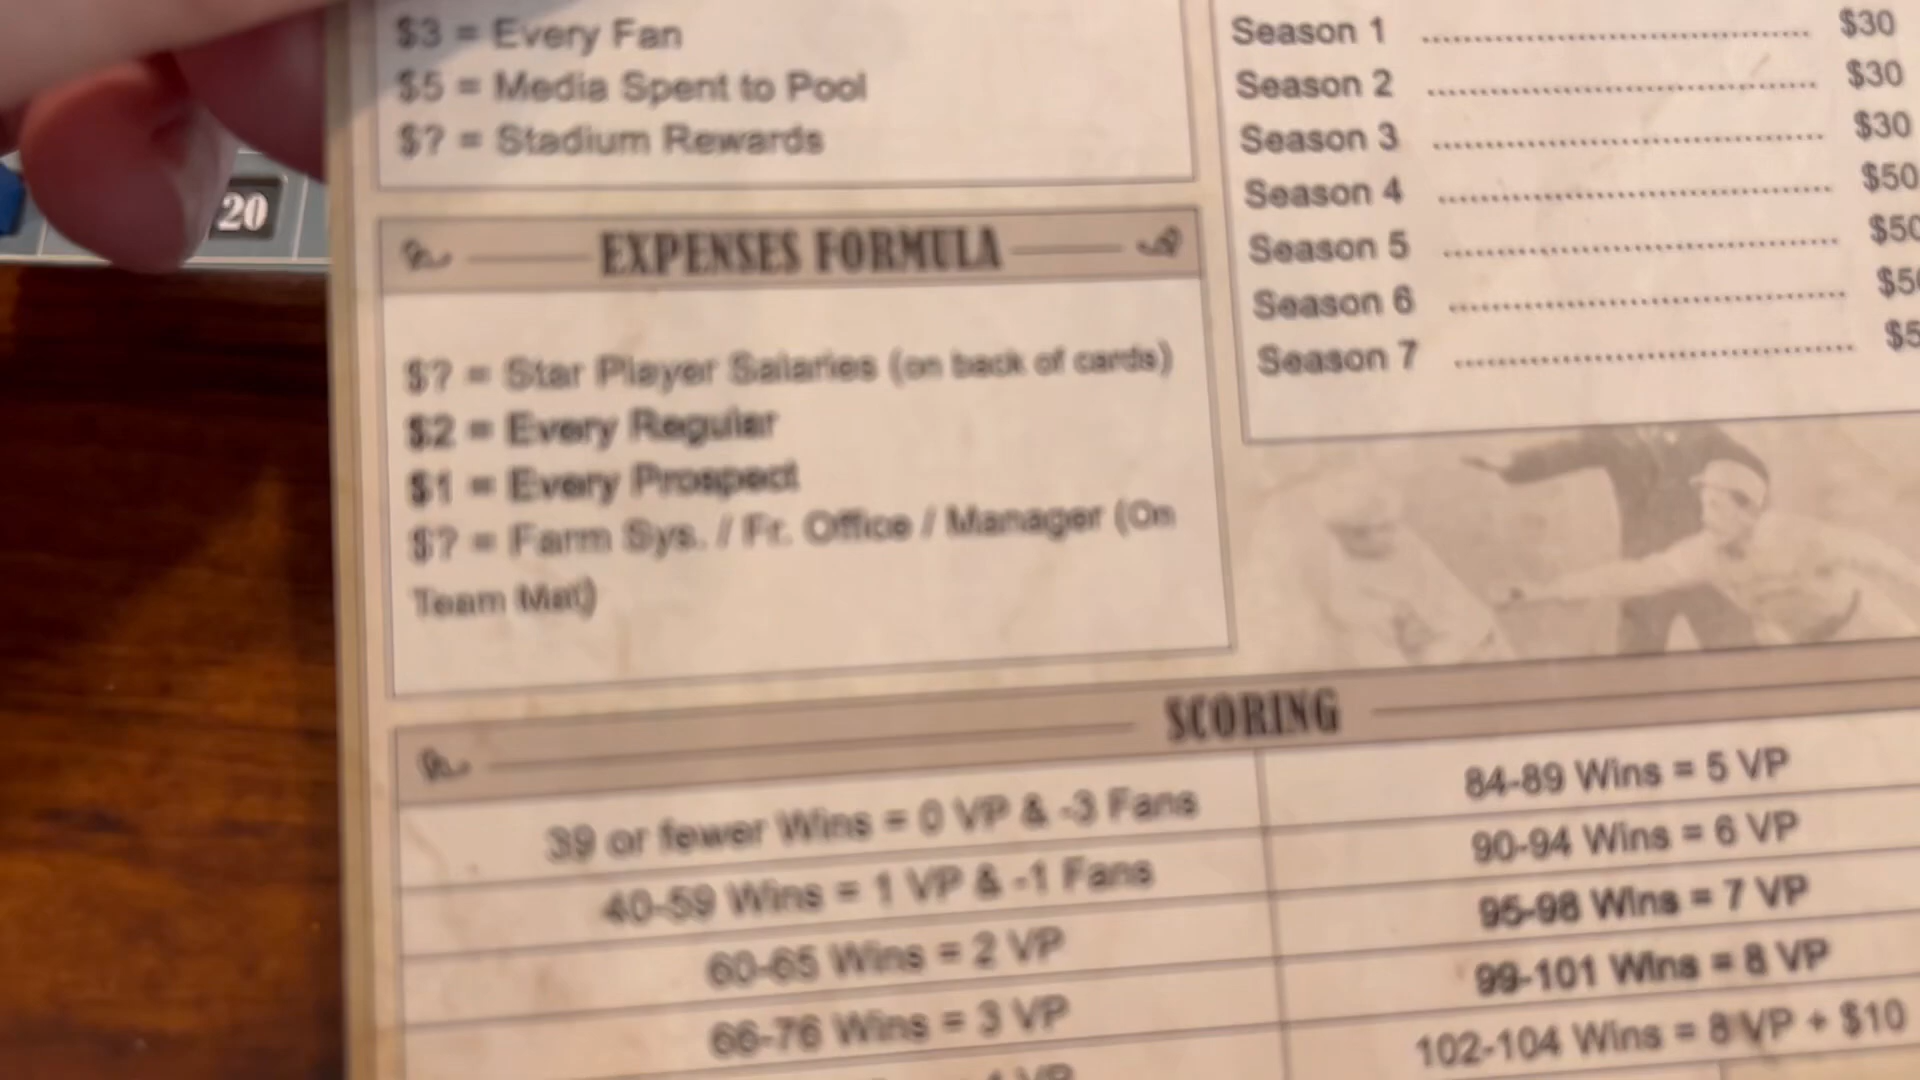 $3 = Every Fan
$5 = Media Spent to Pool
$? = Stadium Rewards
Season 1 $30
Season 2 $30
Season 3 $30
Season 4 $50
Season 5
Season 6
Season 7
20
EXPENSES FORMULA
$? = Star Player Salaries (on back of cards)
$2 = Every Regular
$1 = Every Prospect
$? = Farm Sys. / Fr. Office / Manager (On
Team Mat)
SCORING
39 or fewer Wins = 0 VP & -3 Fans
40-59 Wins = 1 VP & -1 Fans
60-65 Wins = 2 VP
66-76 Wins = 3 VP
84-89 Wins = 5 VP
90-94 Wins = 6 VP
95-98 Wins = 7 VP
99-101 Wins = 8 VP
102-104 Wins = 8 VP + $10